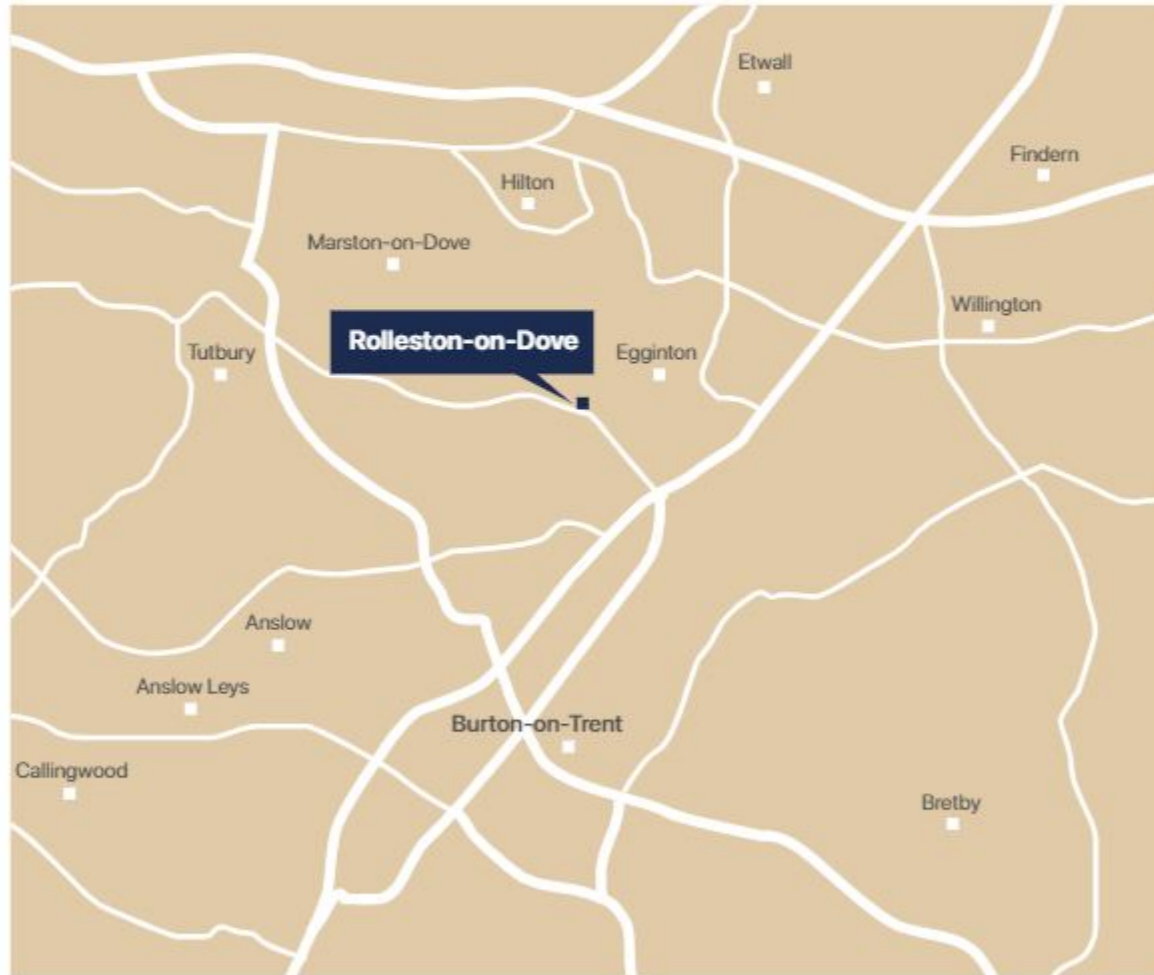 Etwall
Findern
Hilton
Marston-on-Dove
Willington
Rolleston-on-Dove
Tutbury
Egginton
Anslow
Anslow Leys
Burton-on-Trent
Callingwood
Bretby